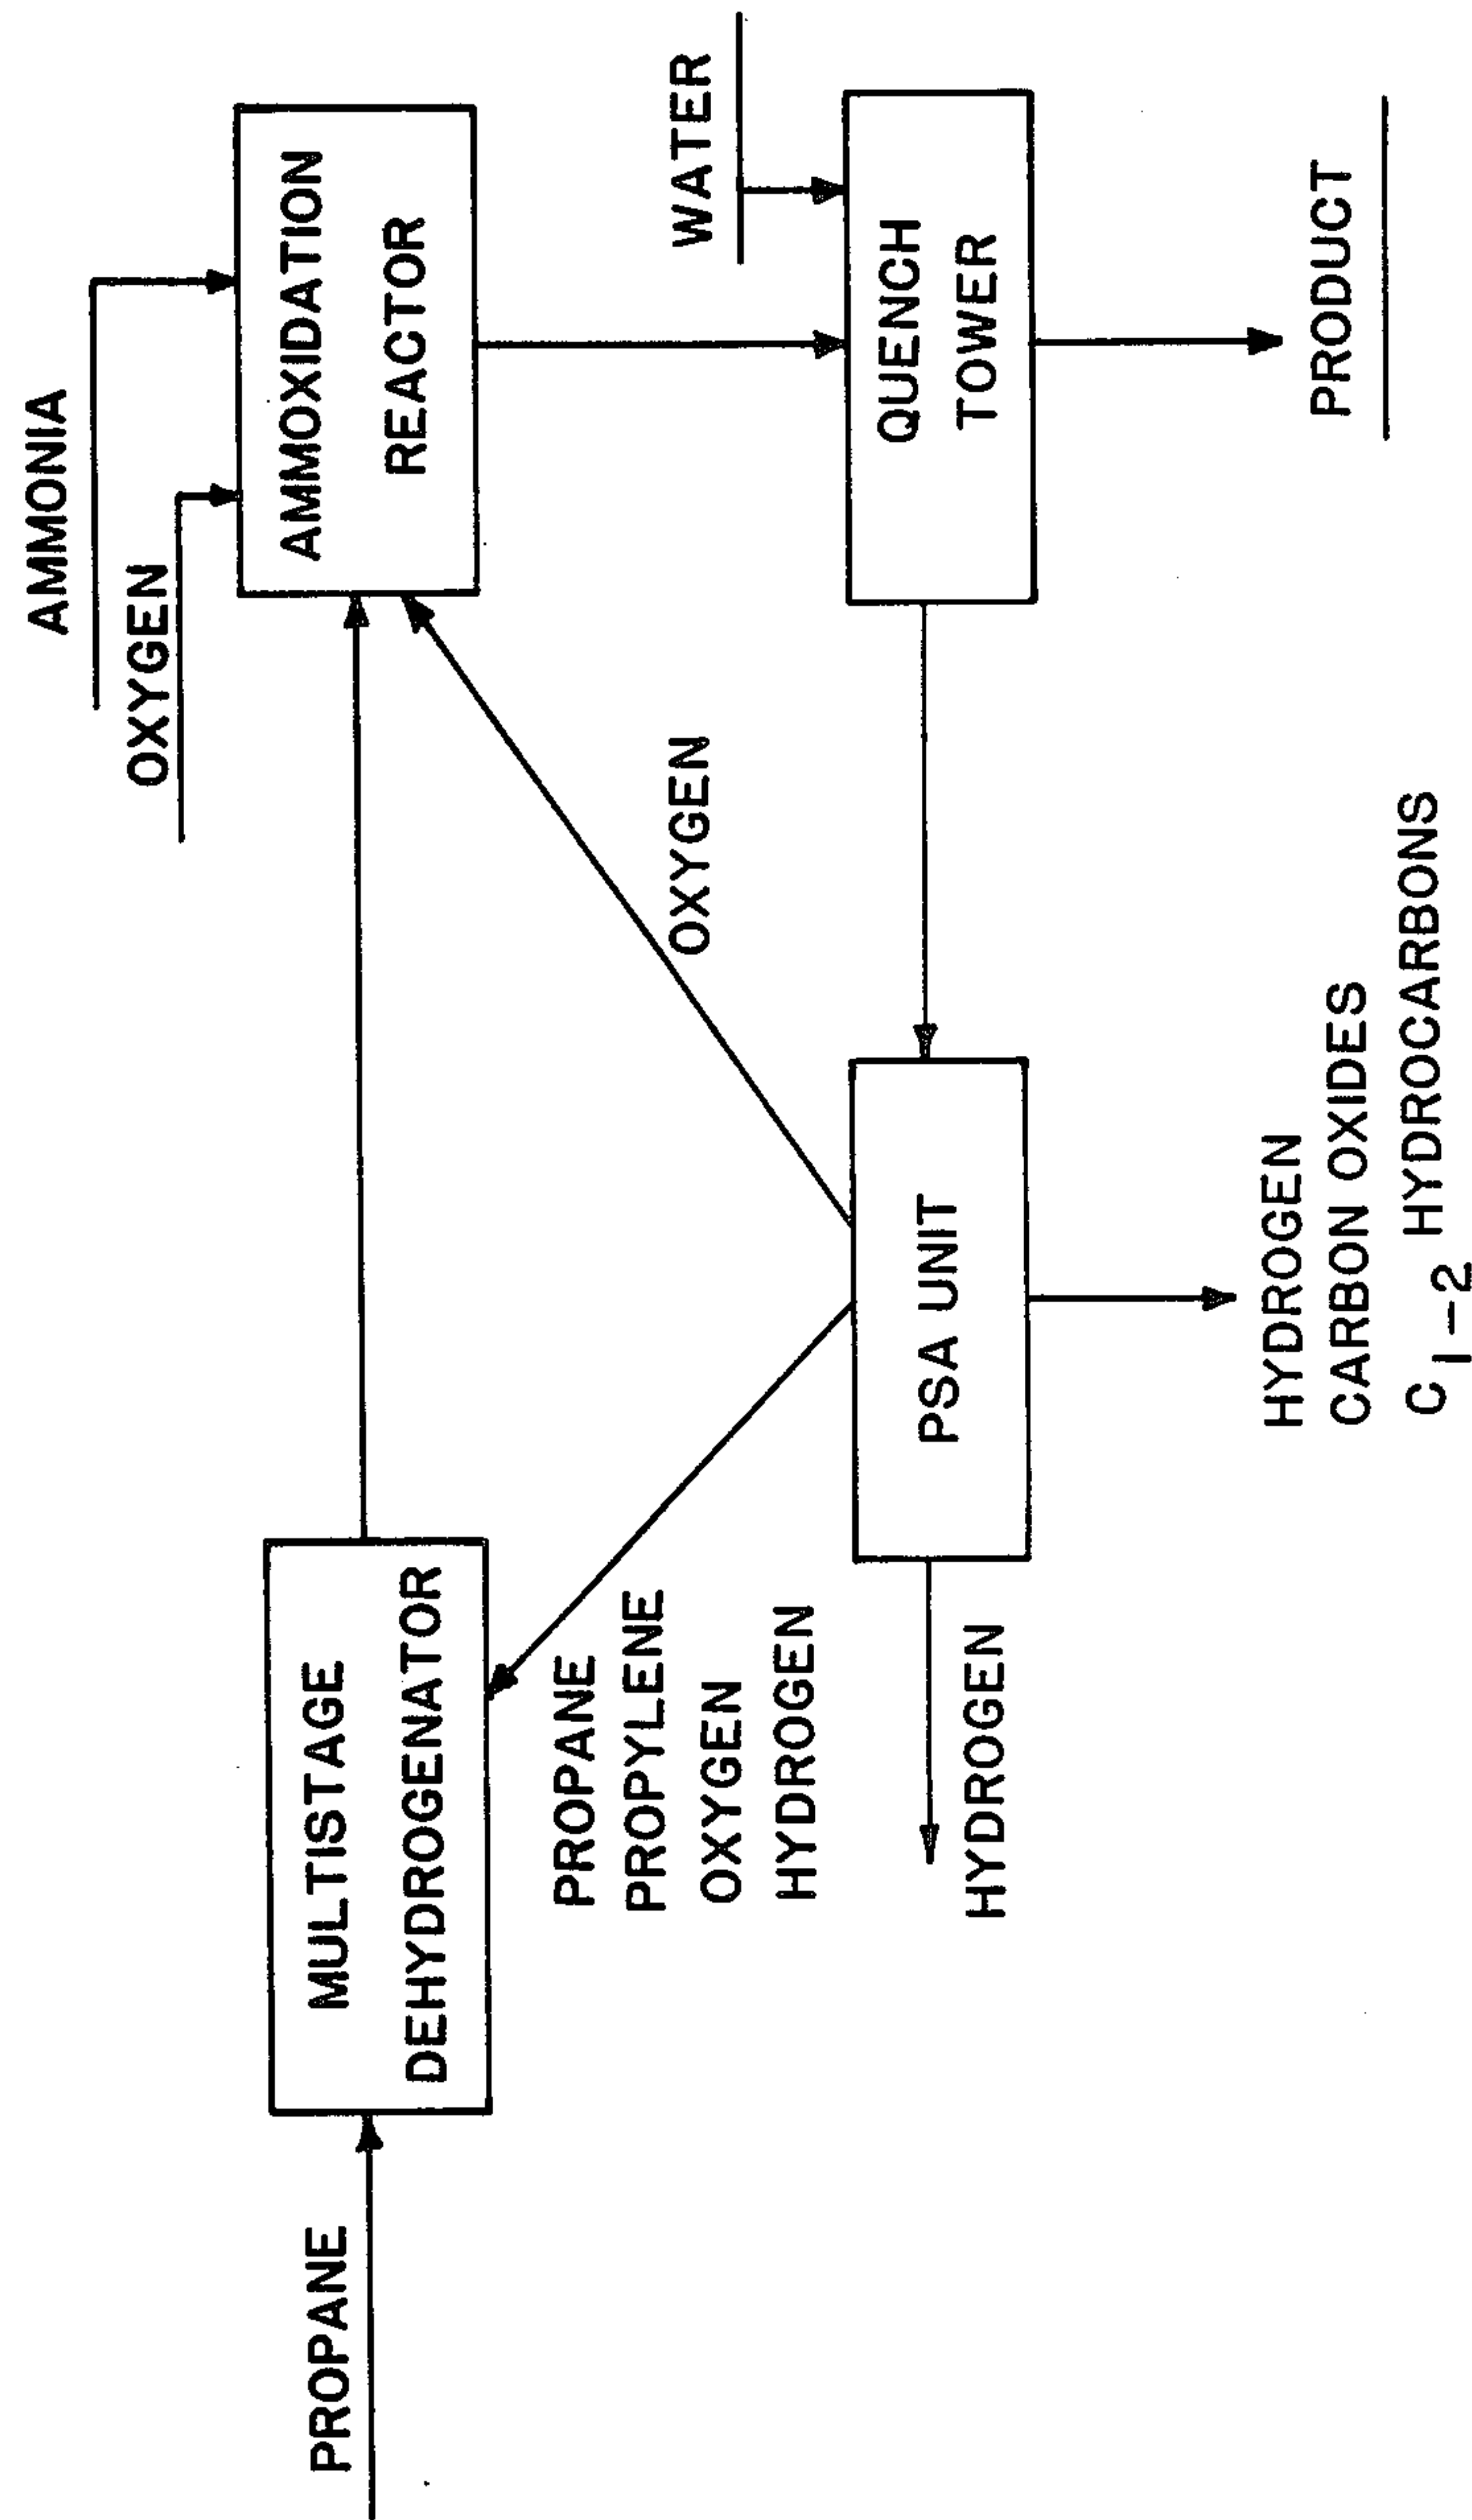 AMMONIA
OXYGEN
AMMOXIDATION
REACTOR
MULTISTAGE
DEHYDROGENATOR
PROPANE
WATER
OXYGEN
PROPANE
PROPYLENE
OXYGEN
HYDROGEN
QUENCH
TOWER
PSA UNIT
HYDROGEN
PRODUCT
HYDROGEN
CARBON OXIDES
C1-2 HYDROCARBONS